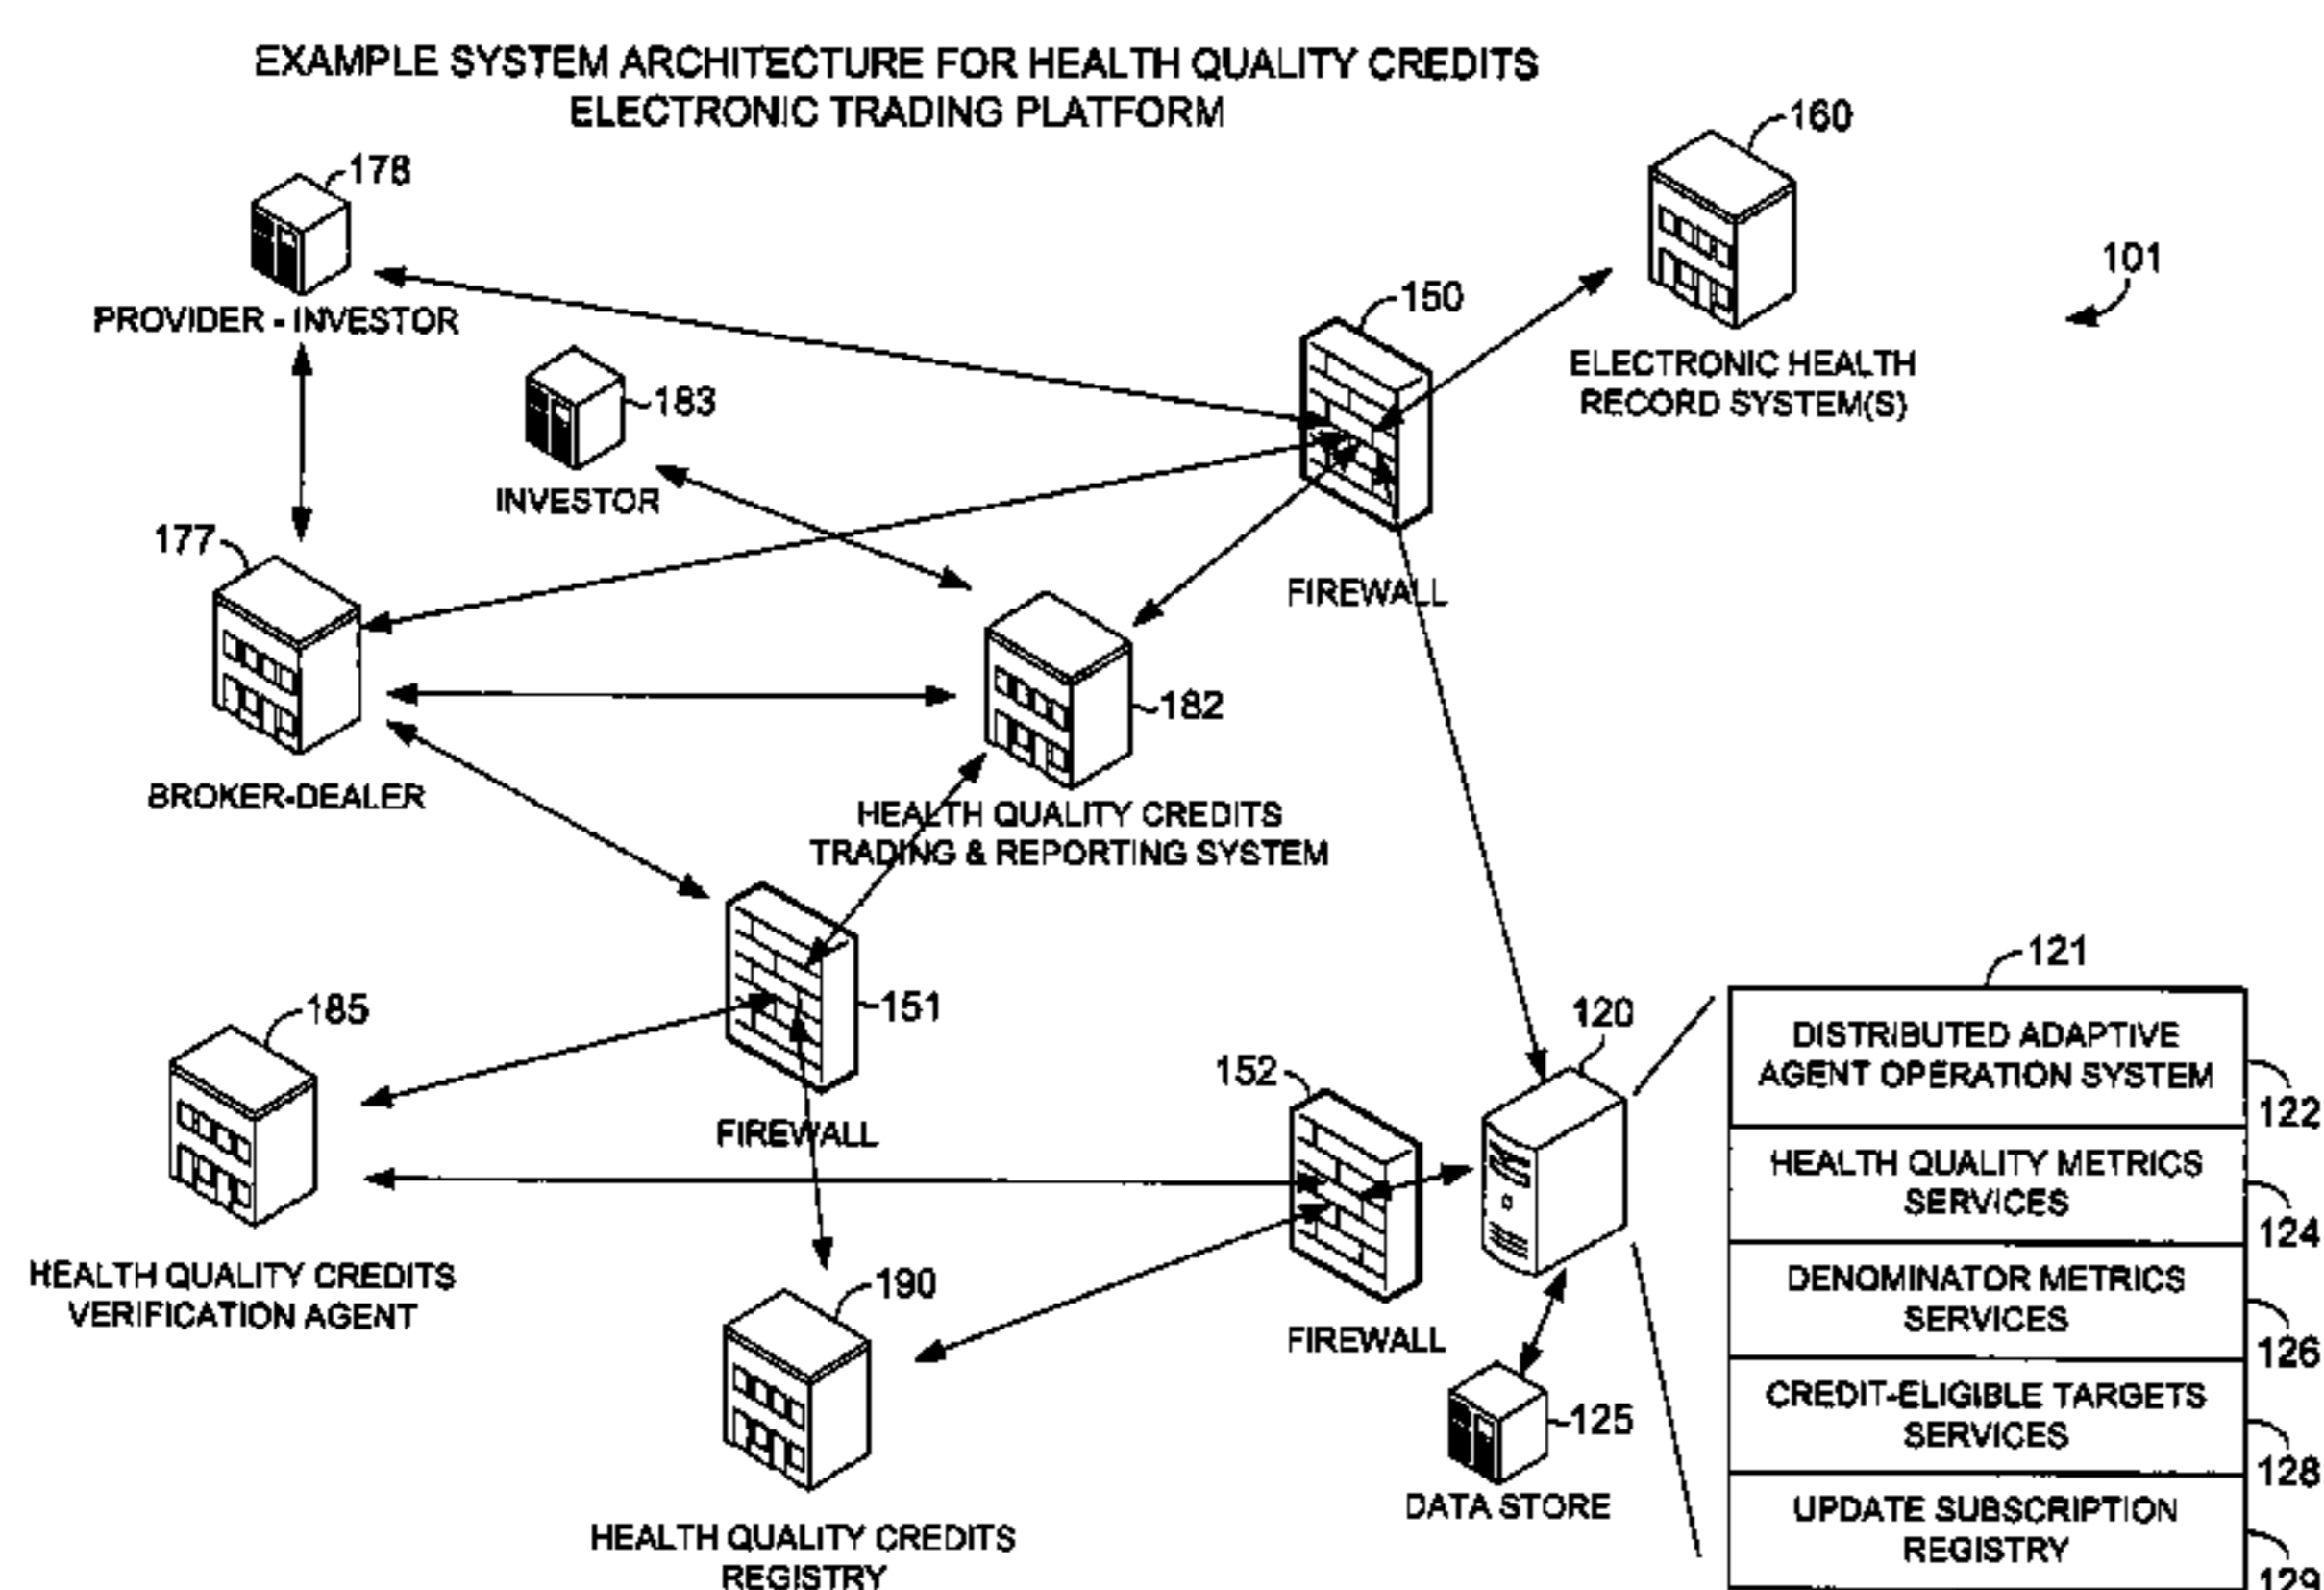 EXAMPLE SYSTEM ARCHITECTURE FOR HEALTH QUALITY CREDITS
ELECTRONIC TRADING PLATFORM
160
178
101
150
PROVIDER - INVESTOR
183
ELECTRONIC HEALTH
RECORD SYSTEM(S)
INVESTOR
177
FIREWALL
182
BROKER-DEALER
HEALTH QUALITY CREDITS
TRADING & REPORTING SYSTEM
121
185
151
120
DISTRIBUTED ADAPTIVE
AGENT OPERATION SYSTEM
152
122
FIREWALL
HEALTH QUALITY METRICS
SERVICES
124
HEALTH QUALITY CREDITS
VERIFICATION AGENT
190
DENOMINATOR METRICS
SERVICES
FIREWALL
126
CREDIT-ELIGIBLE TARGETS
SERVICES
125
128
DATA STORE
UPDATE SUBSCRIPTION
REGISTRY
HEALTH QUALITY CREDITS
REGISTRY
129